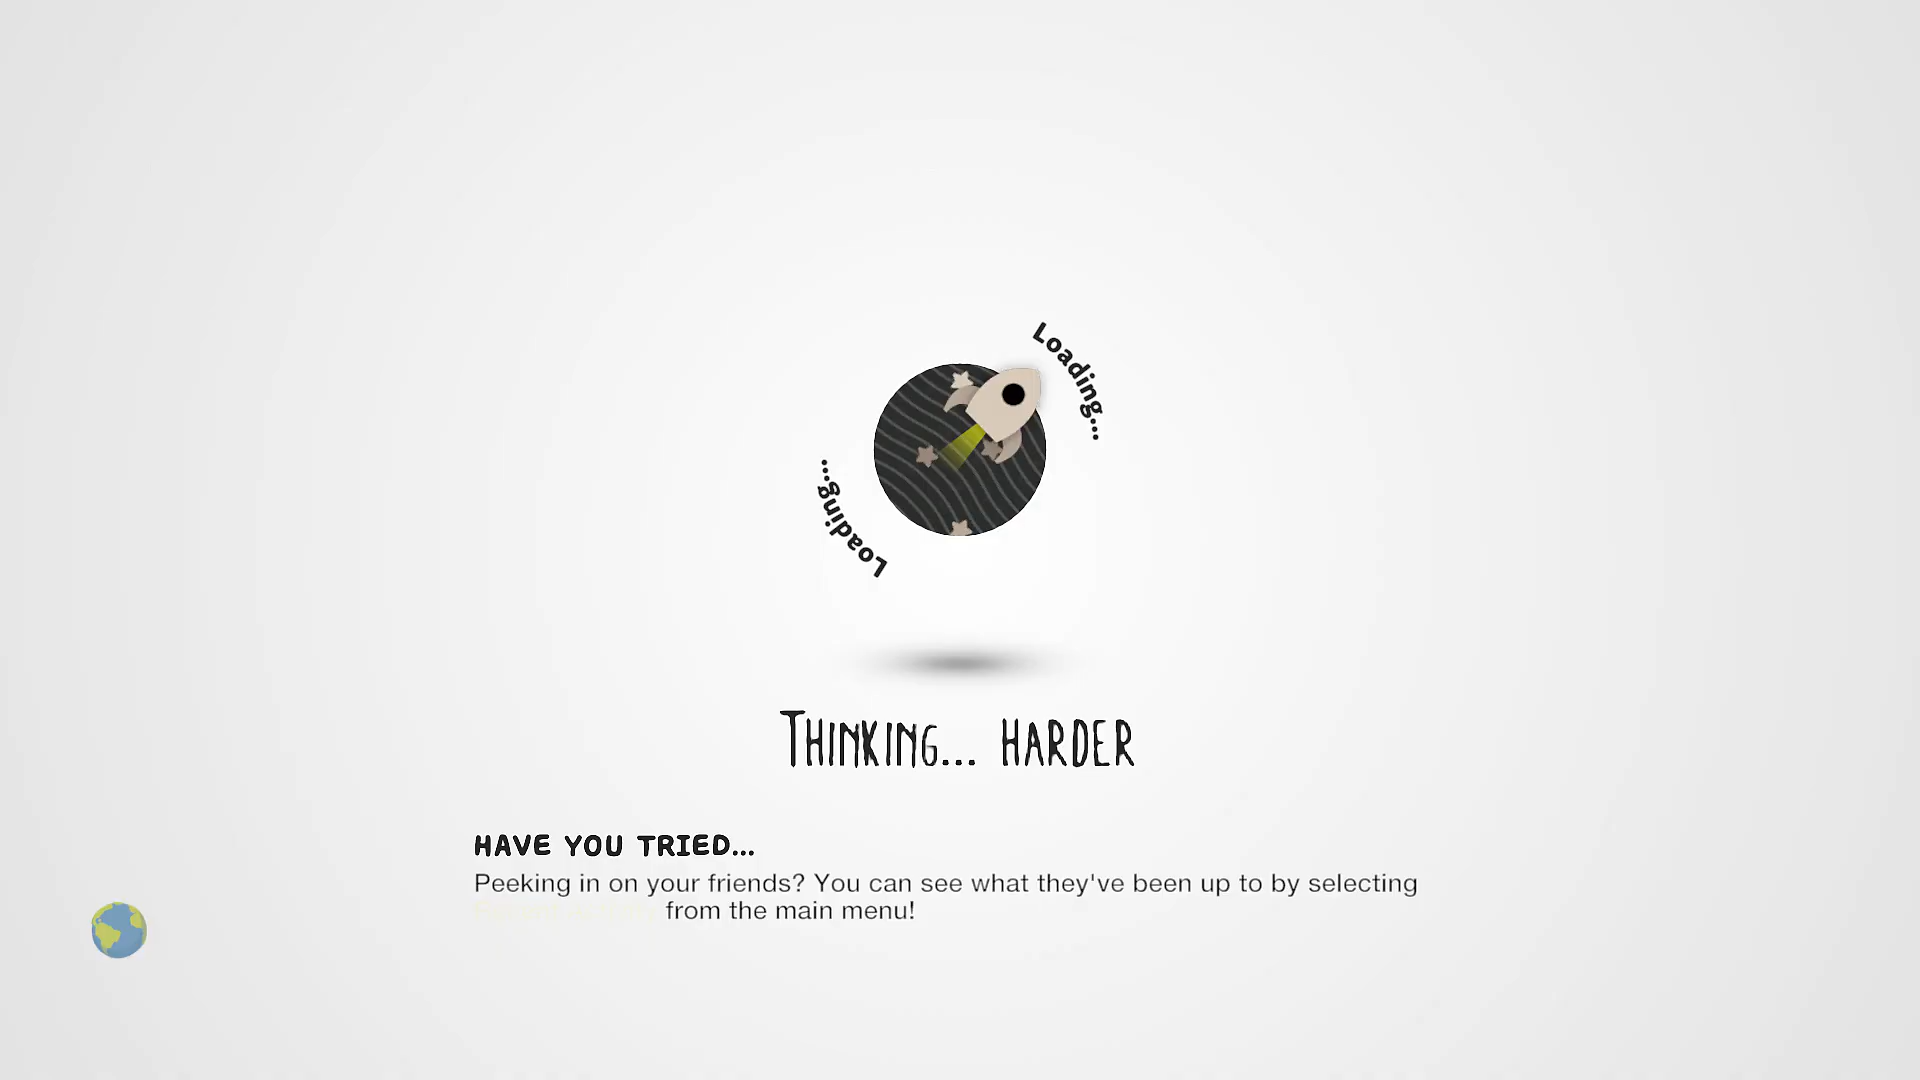 Loading...
Loading...
THINKING... HARDER
HAVE YOU TRIED...
Peeking in on your friends? You can see what they've been up to by selecting
from the main menu!